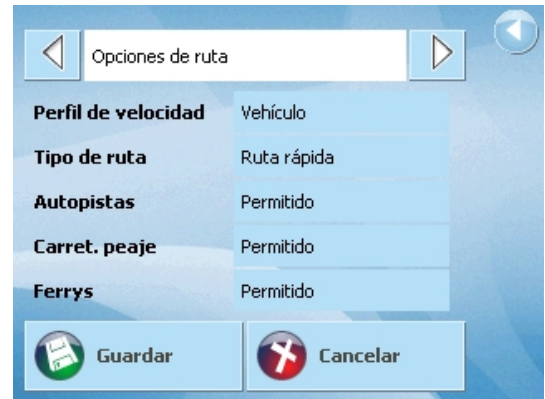 Opciones de ruta
Perfil de velocidad Vehículo
Tipo de ruta Ruta rápida
Autopistas Permitido
Carret. peaje Permitido
Ferrys Permitido
Guardar Cancelar